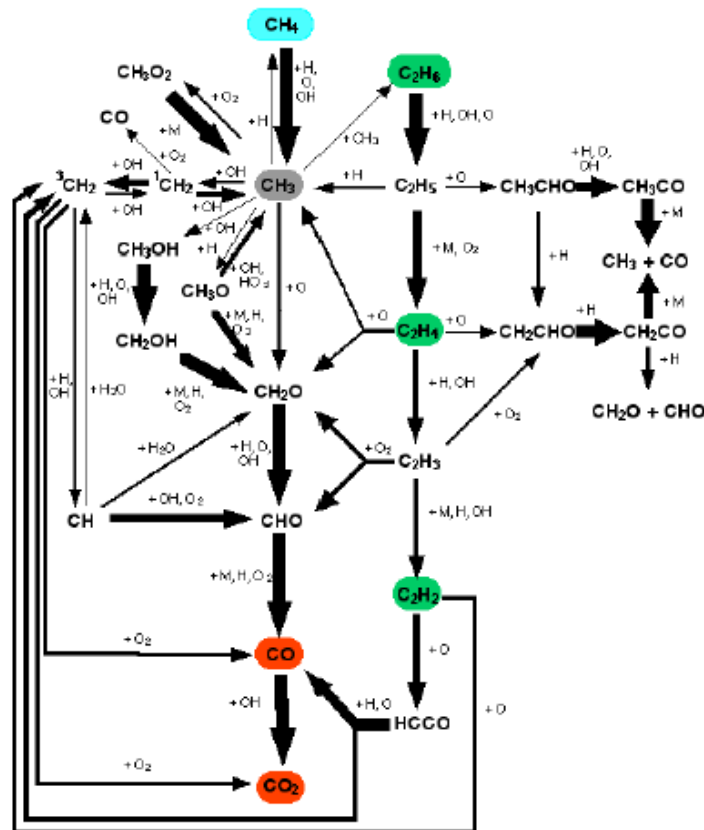 CH4
+H, O, OH
C2H6
CH3O2
+O2
+H
+H, OH, O
CO
+M
+CH3
+O2
+OH
+OH
+H
+O
+H, O, OH
3CH2
1CH2
CH3
C2H5
CH3CHO
CH3CO
+OH
+OH
+OH
+M
CH3OH
+H
+M, O2
CH3 + CO
+OH, HO2
+H
+H, O, OH
CH3O
+O
+M
+M, H, O2
+O
C2H4
+O
CH2CHO
+H
CH2CO
CH2OH
+H
+H, OH
+H2O
+M, H, O2
CH2O
+H, OH
CH2O + CHO
+O2
+H2O
+H, O, OH
+O2
C2H3
+OH, O2
CH
CHO
+M, H, OH
+M, H, O2
C2H2
+O2
CO
+O
+OH
+H, O
HCCO
+O
+O2
CO2